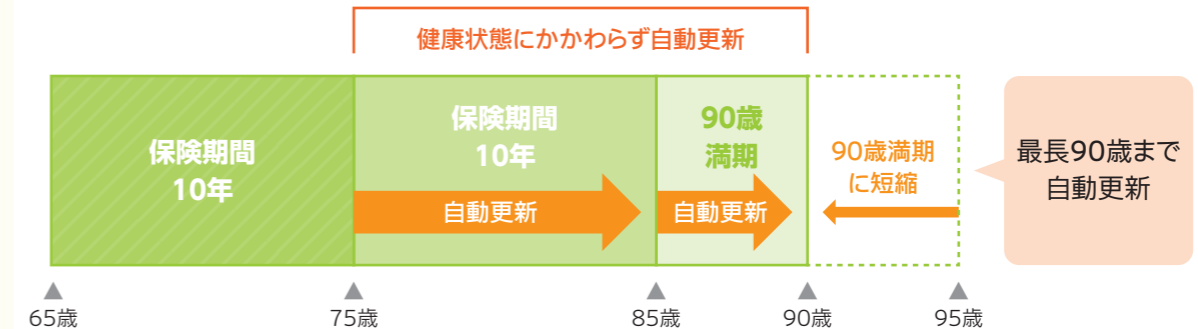 健康状態にかかわらず自動更新
保険期間
10年
保険期間
10年
自動更新
90歳
満期
自動更新
90歳満期
に短縮
最長90歳まで
自動更新
65歳
75歳
85歳
90歳
95歳